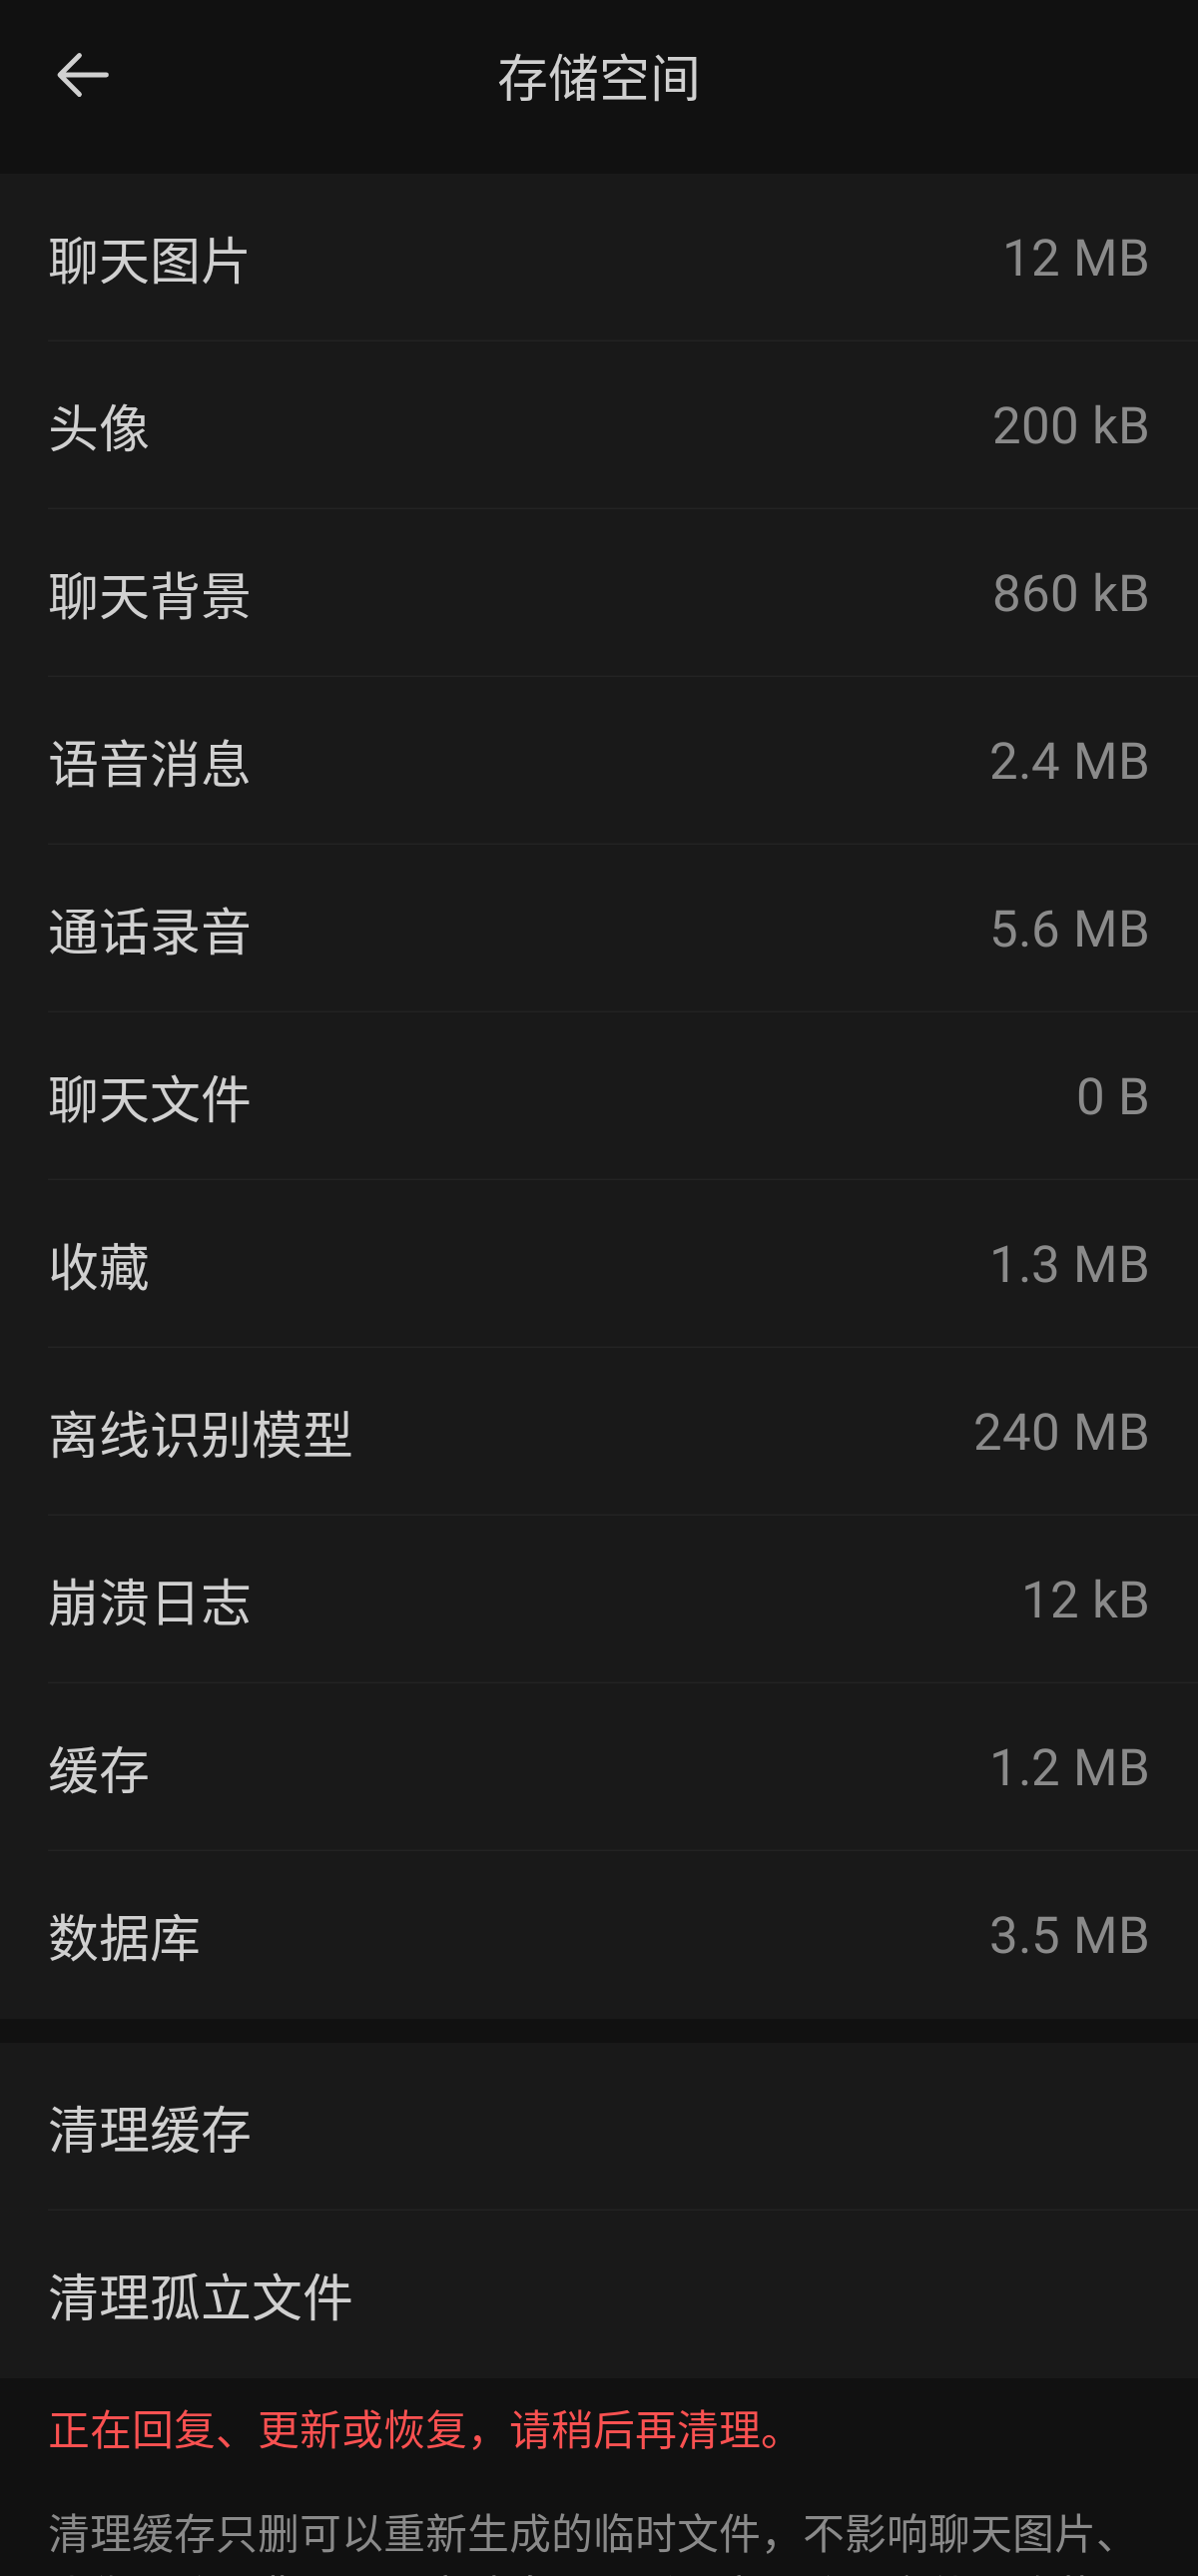 存储空间
聊天图片
12 MB
头像
200 kB
聊天背景
860 kB
语音消息
2.4 MB
通话录音
5.6 MB
聊天文件
0 B
收藏
1.3 MB
离线识别模型
240 MB
崩溃日志
12 kB
缓存
1.2 MB
数据库
3.5 MB
清理缓存
清理孤立文件
正在回复、更新或恢复，请稍后再清理。
清理缓存只删可以重新生成的临时文件，不影响聊天图片、